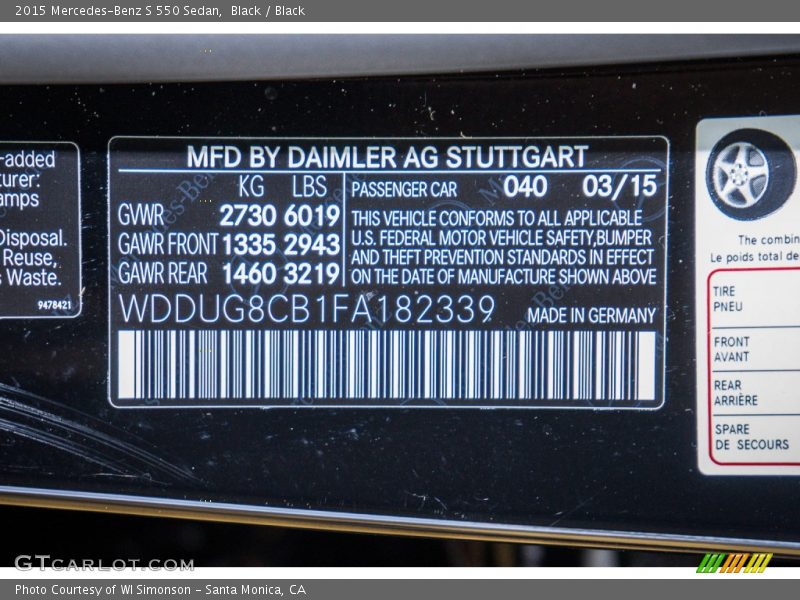 2015 Mercedes-Benz S 550 Sedan, Black / Black
-added
urer:
amps
Disposal.
Reuse,
s Waste.
9478421
MFD BY DAIMLER AG STUTTGART
KG LBS
GVWR 2730 6019
GAWR FRONT 1335 2943
GAWR REAR 1460 3219
PASSENGER CAR 040 03/15
THIS VEHICLE CONFORMS TO ALL APPLICABLE
U.S. FEDERAL MOTOR VEHICLE SAFETY,BUMPER
AND THEFT PREVENTION STANDARDS IN EFFECT
ON THE DATE OF MANUFACTURE SHOWN ABOVE
WDDUG8CB1FA182339 MADE IN GERMANY
The combin
Le poids total de
TIRE
PNEU
FRONT
AVANT
REAR
ARRIÈRE
SPARE
DE SECOURS
GTCARLOT.COM
Photo Courtesy of WI Simonson - Santa Monica, CA